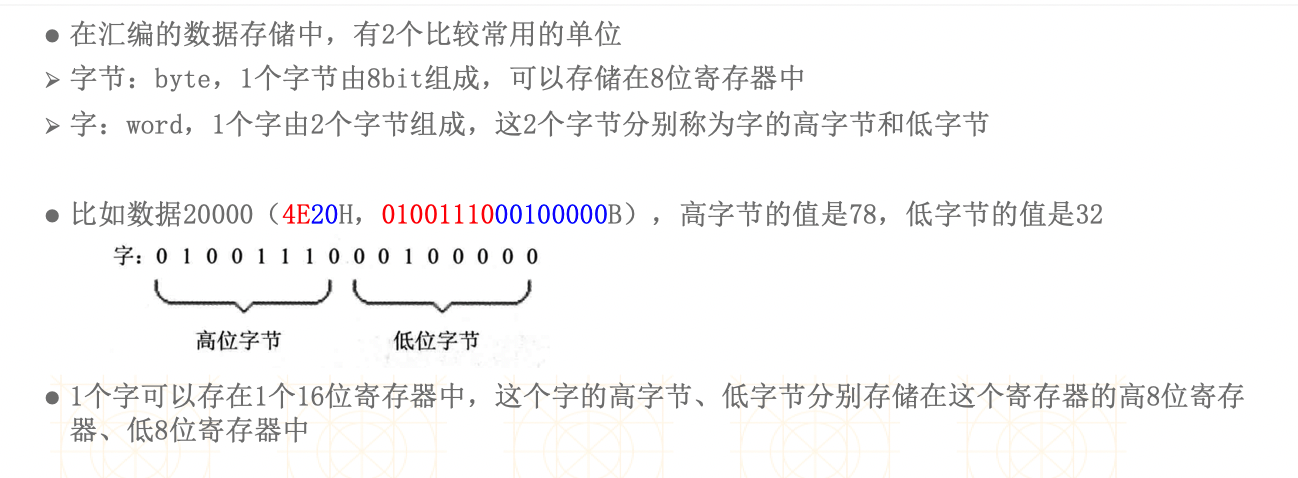 ● 在汇编的数据存储中，有2个比较常用的单位
➢ 字节：byte，1个字节由8bit组成，可以存储在8位寄存器中
➢ 字：word，1个字由2个字节组成，这2个字节分别称为字的高字节和低字节
● 比如数据20000（4E20H，0100111000100000B），高字节的值是78，低字节的值是32
字：0 1 0 0 1 1 1 0 0 0 1 0 0 0 0 0
高位字节 低位字节
● 1个字可以存在1个16位寄存器中，这个字的高字节、低字节分别存储在这个寄存器的高8位寄存
器、低8位寄存器中